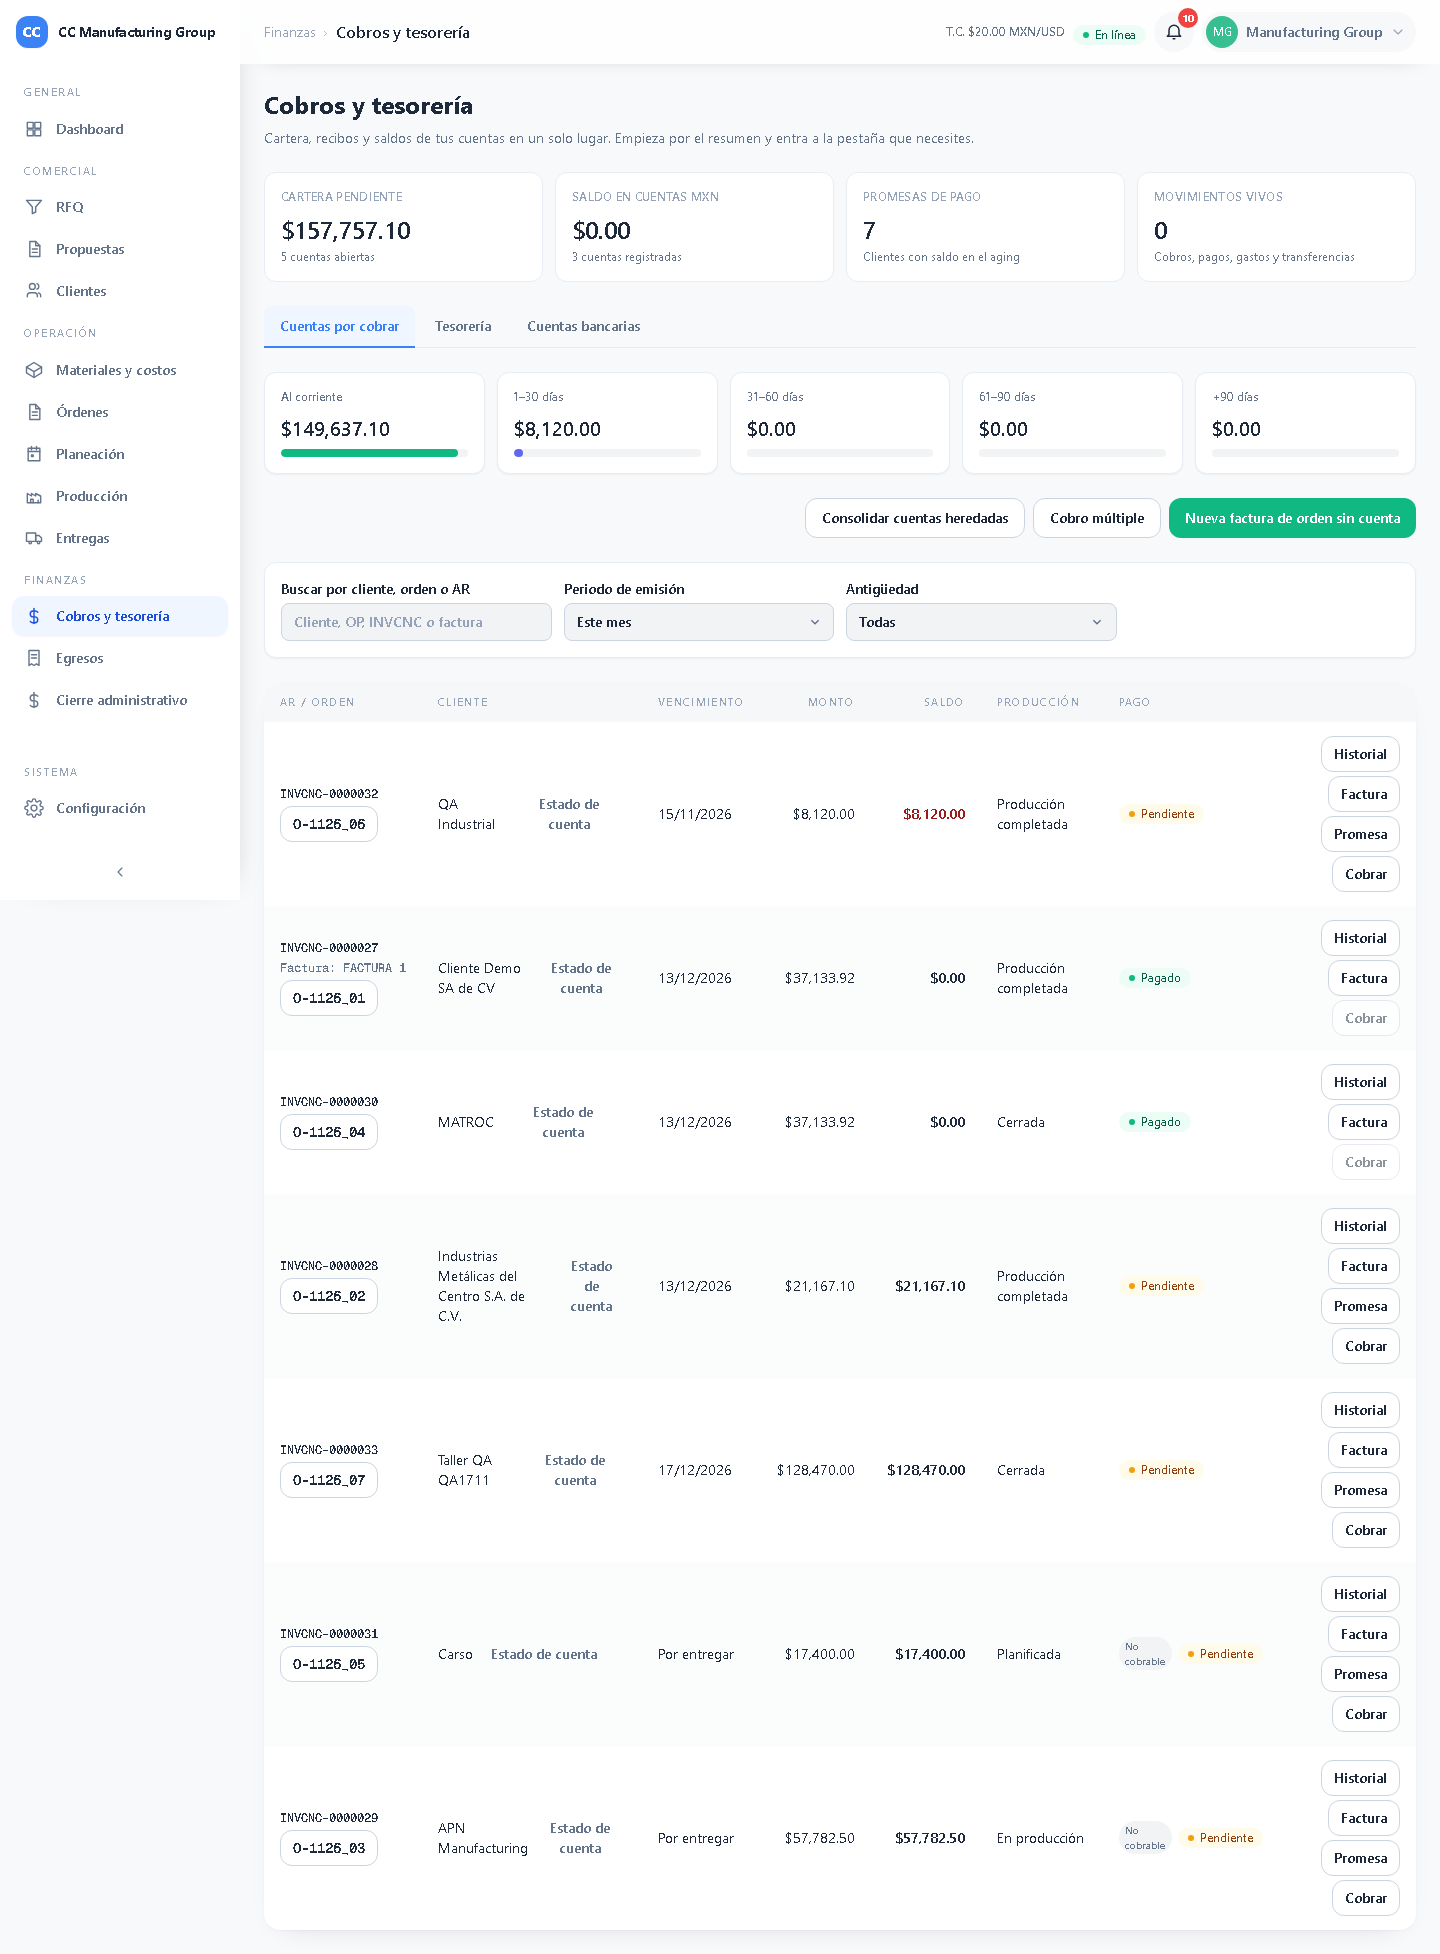 CC
CC Manufacturing Group
GENERAL
Dashboard
COMERCIAL
RFQ
Propuestas
Clientes
OPERACIÓN
Materiales y costos
Órdenes
Planeación
Producción
Entregas
FINANZAS
Cobros y tesorería
Egresos
Cierre administrativo
SISTEMA
Configuración
Finanzas › Cobros y tesorería
T.C. $20.00 MXN/USD
En línea
10
MG
Manufacturing Group
Cobros y tesorería
Cartera, recibos y saldos de tus cuentas en un solo lugar. Empieza por el resumen y entra a la pestaña que necesites.
CARTERA PENDIENTE
$157,757.10
5 cuentas abiertas
SALDO EN CUENTAS MXN
$0.00
3 cuentas registradas
PROMESAS DE PAGO
7
Clientes con saldo en el aging
MOVIMIENTOS VIVOS
0
Cobros, pagos, gastos y transferencias
Cuentas por cobrar
Tesorería
Cuentas bancarias
Al corriente
$149,637.10
1–30 días
$8,120.00
31–60 días
$0.00
61–90 días
$0.00
+90 días
$0.00
Consolidar cuentas heredadas
Cobro múltiple
Nueva factura de orden sin cuenta
Buscar por cliente, orden o AR
Cliente, OP, INVCNC o factura
Periodo de emisión
Este mes
Antigüedad
Todas
AR / ORDEN CLIENTE VENCIMIENTO MONTO SALDO PRODUCCIÓN PAGO
INVCNC-0000032
O-1126_06
QA
Industrial
Estado de
cuenta
15/11/2026
$8,120.00
$8,120.00
Producción
completada
Pendiente
Historial
Factura
Promesa
Cobrar
INVCNC-0000027
Factura: FACTURA 1
O-1126_01
Cliente Demo
SA de CV
Estado de
cuenta
13/12/2026
$37,133.92
$0.00
Producción
completada
Pagado
Historial
Factura
Cobrar
INVCNC-0000030
O-1126_04
MATROC
Estado de
cuenta
13/12/2026
$37,133.92
$0.00
Cerrada
Pagado
Historial
Factura
Cobrar
INVCNC-0000028
O-1126_02
Industrias
Metálicas del
Centro S.A. de
C.V.
Estado
de
cuenta
13/12/2026
$21,167.10
$21,167.10
Producción
completada
Pendiente
Historial
Factura
Promesa
Cobrar
INVCNC-0000033
O-1126_07
Taller QA
QA1711
Estado de
cuenta
17/12/2026
$128,470.00
$128,470.00
Cerrada
Pendiente
Historial
Factura
Promesa
Cobrar
INVCNC-0000031
O-1126_05
Carso
Estado de cuenta
Por entregar
$17,400.00
$17,400.00
Planificada
No
cobrable
Pendiente
Historial
Factura
Promesa
Cobrar
INVCNC-0000029
O-1126_03
APN
Manufacturing
Estado de
cuenta
Por entregar
$57,782.50
$57,782.50
En producción
No
cobrable
Pendiente
Historial
Factura
Promesa
Cobrar